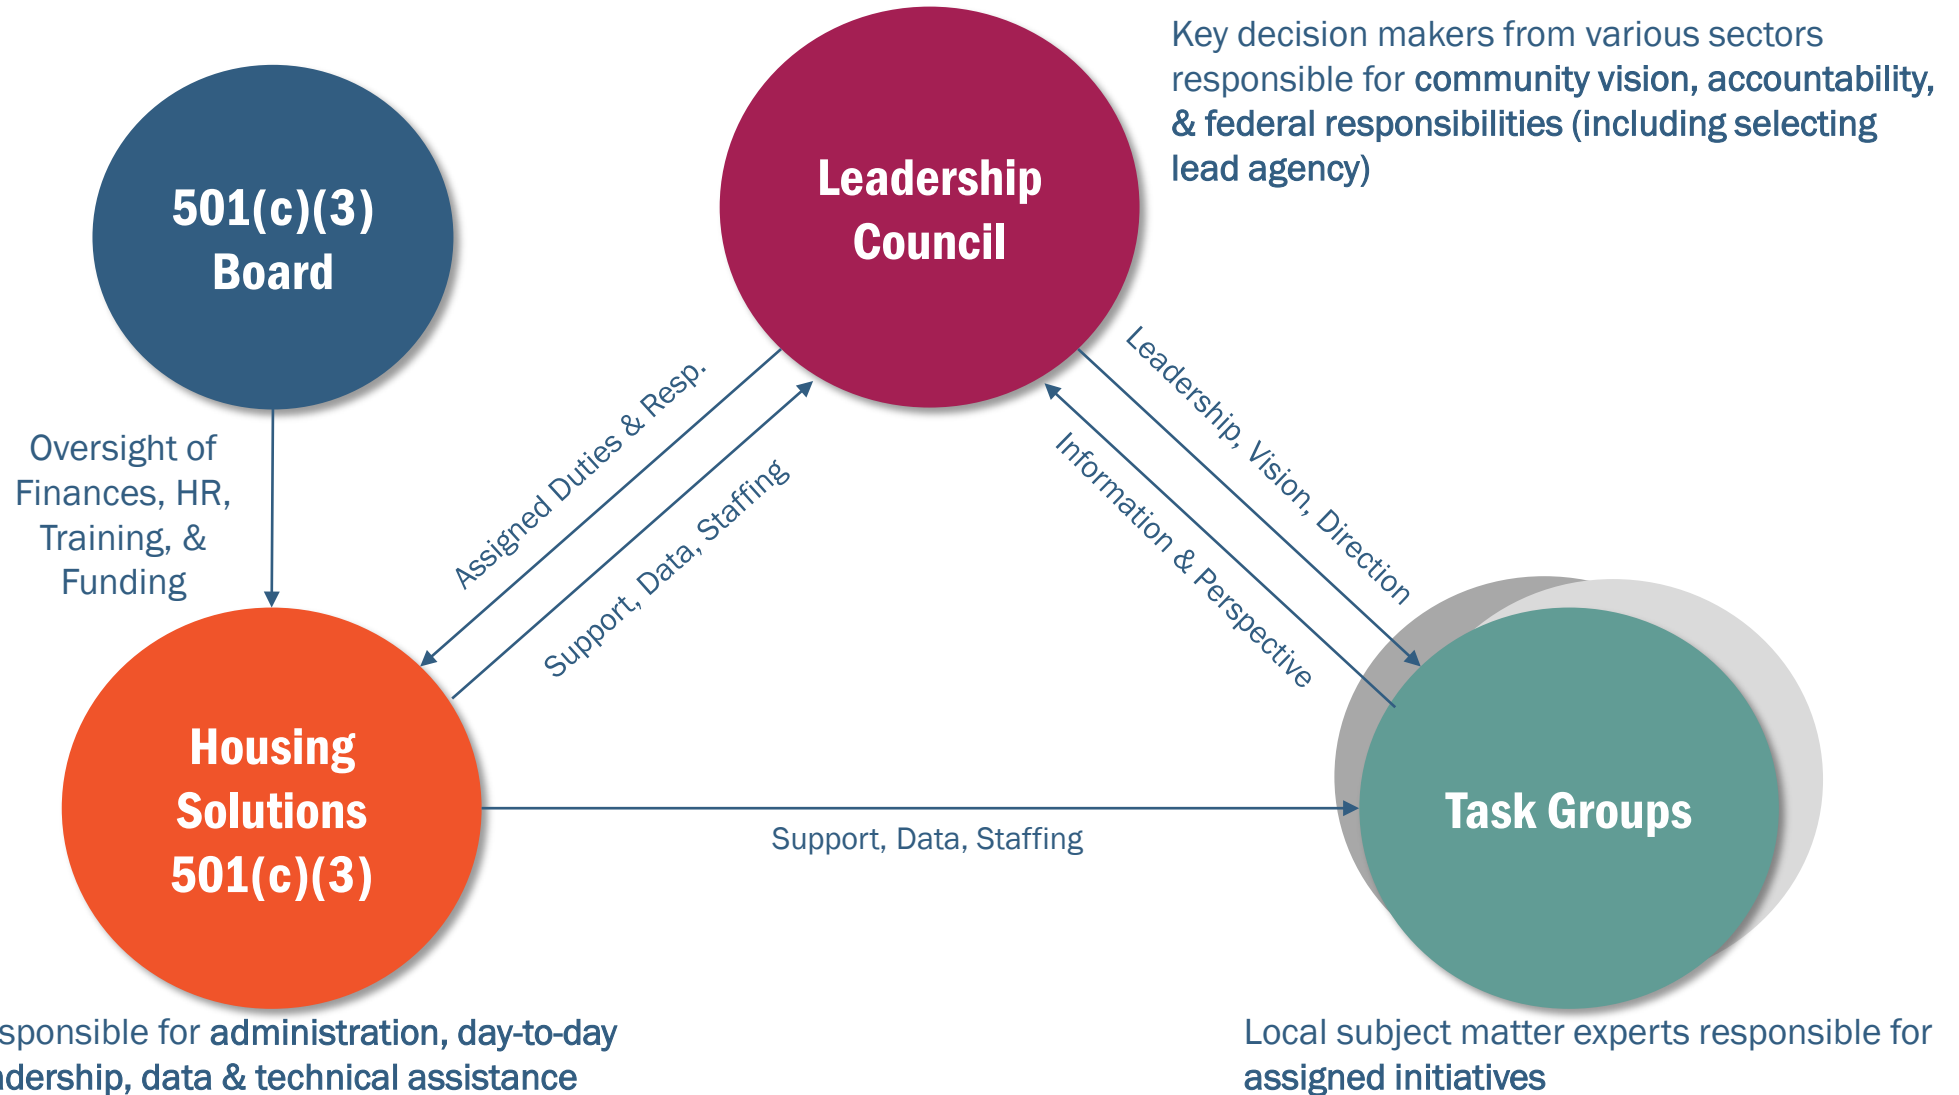 Key decision makers from various sectors
responsible for community vision, accountability,
& federal responsibilities (including selecting
lead agency)
501(c)(3)
Board
Leadership
Council
Oversight of
Finances, HR,
Training, &
Funding
Assigned Duties & Resp.
Support, Data, Staffing
Leadership, Vision, Direction
Information & Perspective
Housing
Solutions
501(c)(3)
Support, Data, Staffing
Task Groups
sponsible for administration, day-to-day
adership, data & technical assistance
Local subject matter experts responsible for
assigned initiatives